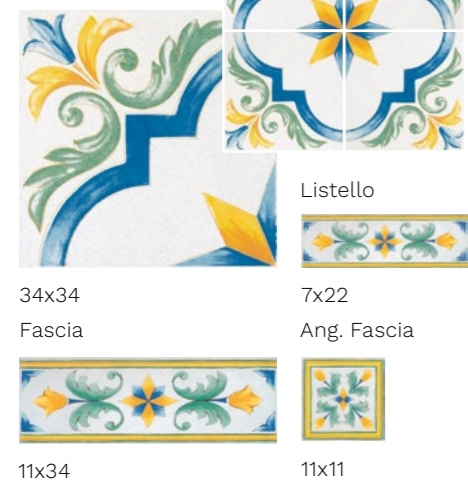 Listello
34x34
7x22
Fascia
Ang. Fascia
11x34
11x11